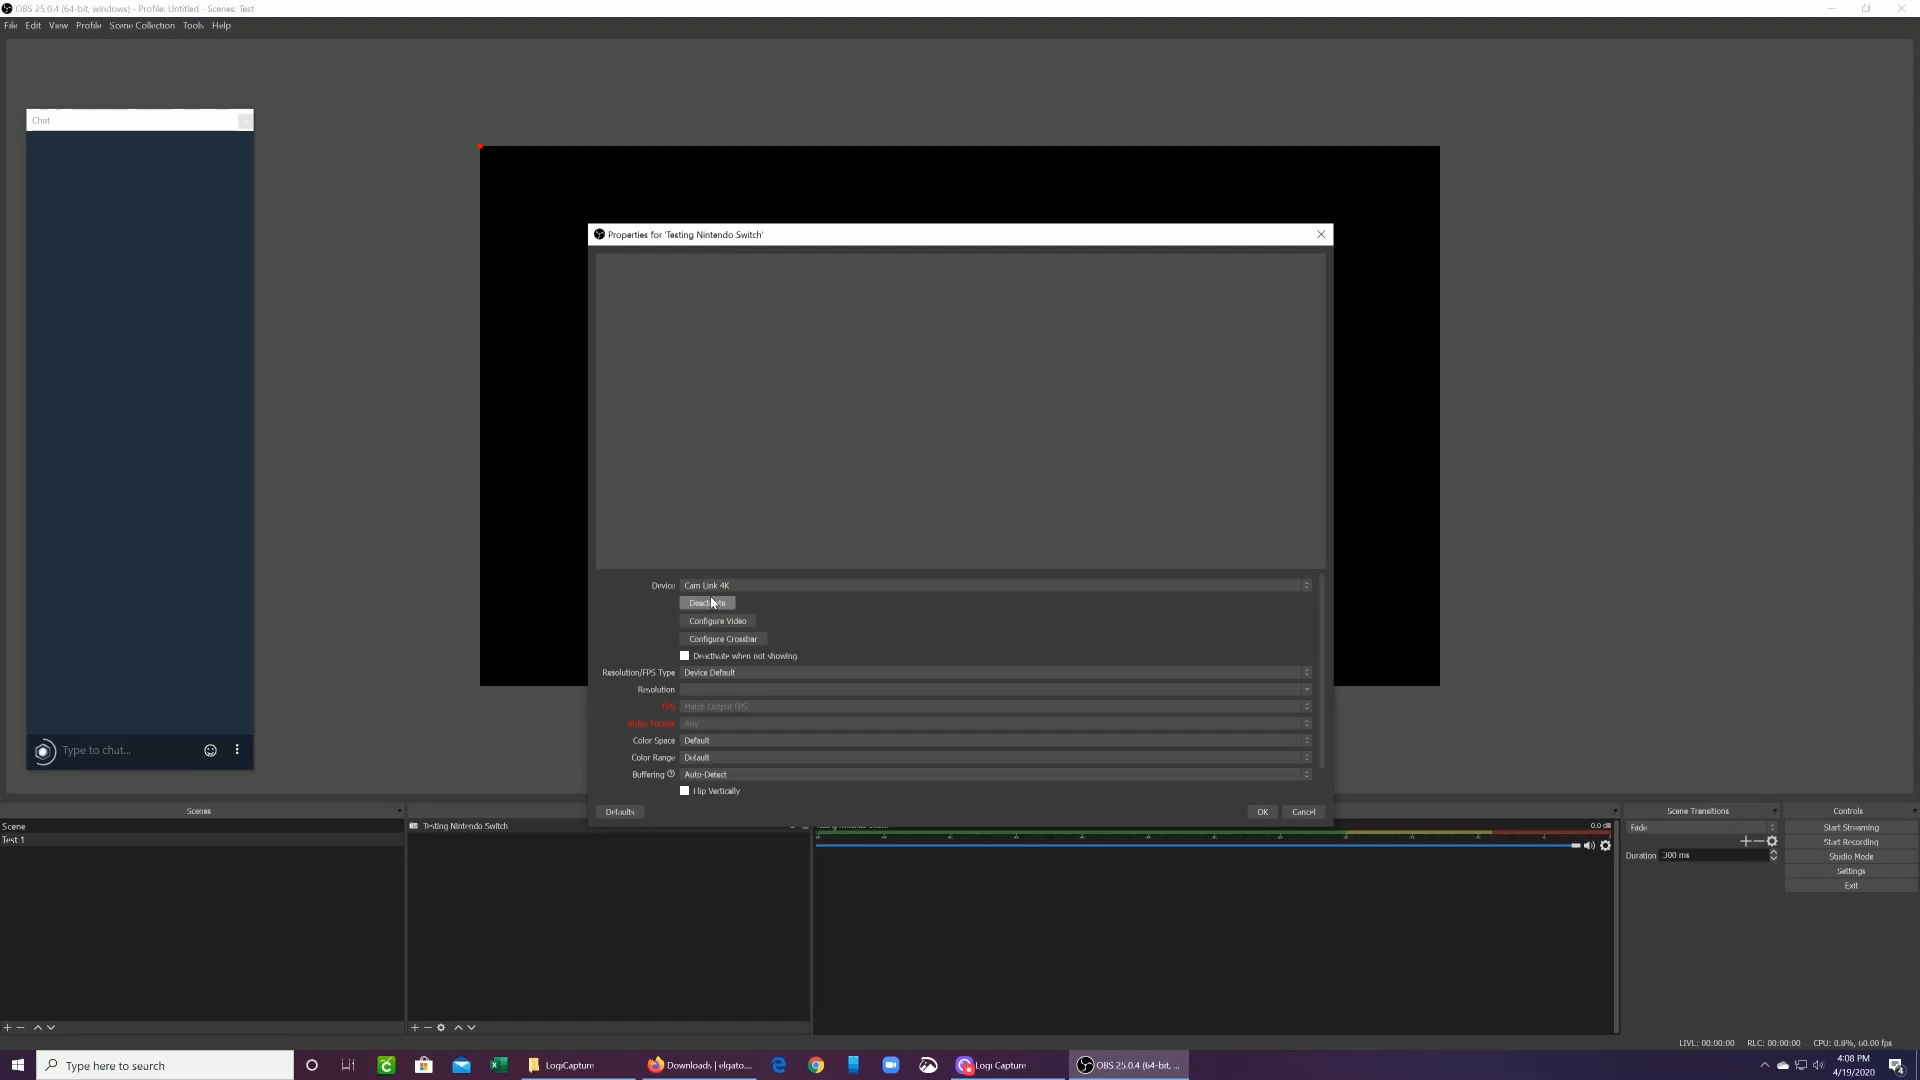 OBS 25.0.4 (64-bit, windows) - Profile: Untitled - Scenes: Test
File Edit View Profile Scene Collection Tools Help
Chat
Type to chat...
Properties for 'Testing Nintendo Switch'
Device Cam Link 4K
Configure Video
Configure Crossbar
Deactivate when not showing
Resolution/FPS Type Device Default
Resolution
FPS Match Output FPS
Video Format Any
Color Space Default
Color Range Default
Buffering Auto-Detect
Flip Vertically
Defaults OK Cancel
Scenes
Scene
Test 1
Testing Nintendo Switch
0.0 dB
Scene Transitions
Fade
Duration 300 ms
Controls
Start Streaming
Start Recording
Studio Mode
Settings
Exit
LIVE: 00:00:00 REC: 00:00:00 CPU: 0.8%, 60.00 fps
Type here to search
LogiCapture
Downloads | elgato....
Logi Capture
OBS 25.0.4 (64-bit, ...
4:08 PM
4/19/2020
4